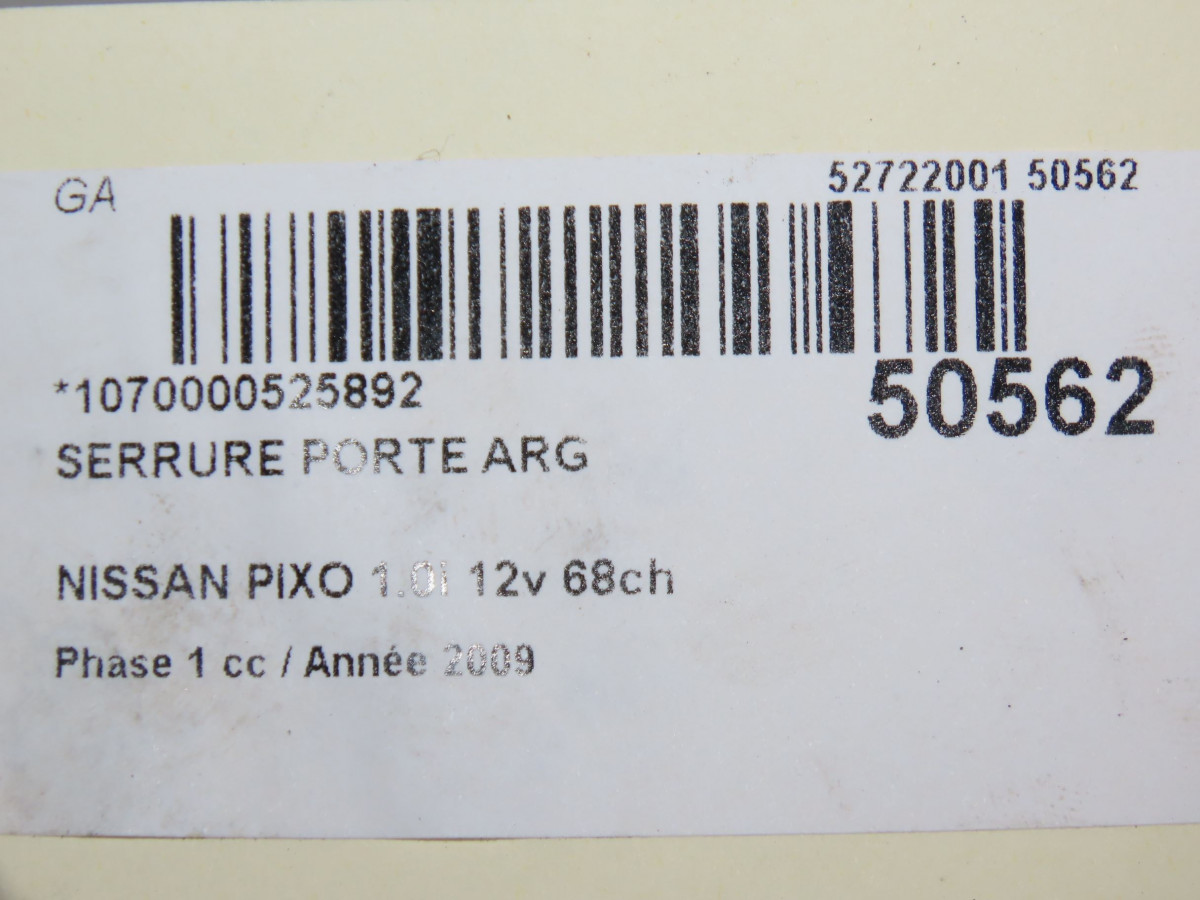 GA
52722001 50562
*1070000525892
50562
SERRURE PORTE ARG
NISSAN PIXO 1.0i 12v 68ch
Phase 1 cc / Année 2009